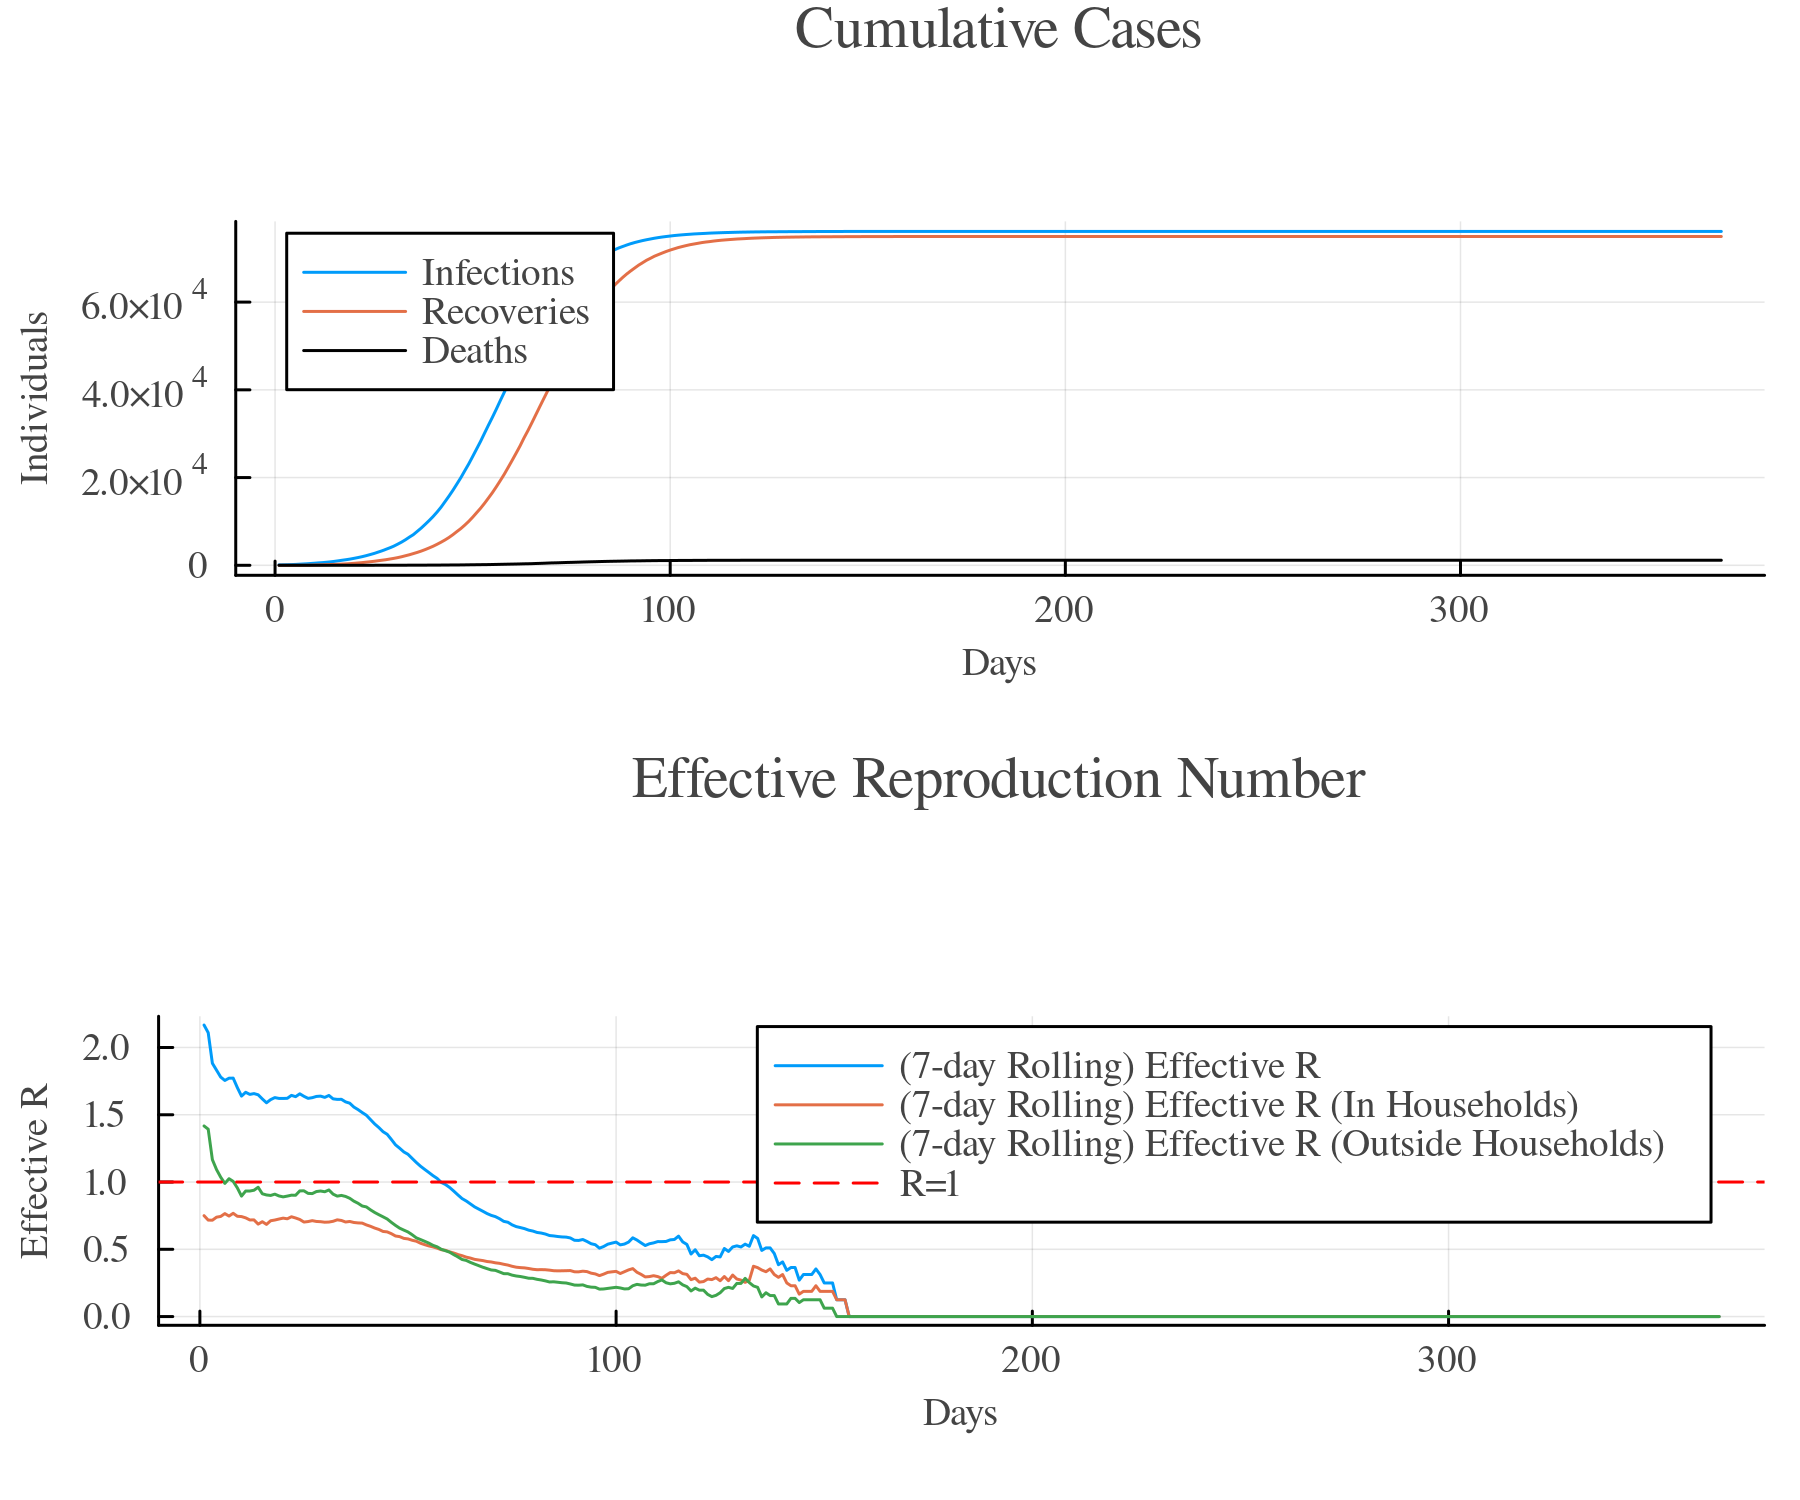 Cumulative Cases
Infections
Recoveries
Deaths
6.0×10 4
4.0×10 4
2.0×10 4
0
Individuals
0 100 200 300
Days
Effective Reproduction Number
(7-day Rolling) Effective R
(7-day Rolling) Effective R (In Households)
(7-day Rolling) Effective R (Outside Households)
R=1
2.0
1.5
1.0
0.5
0.0
Effective R
0 100 200 300
Days